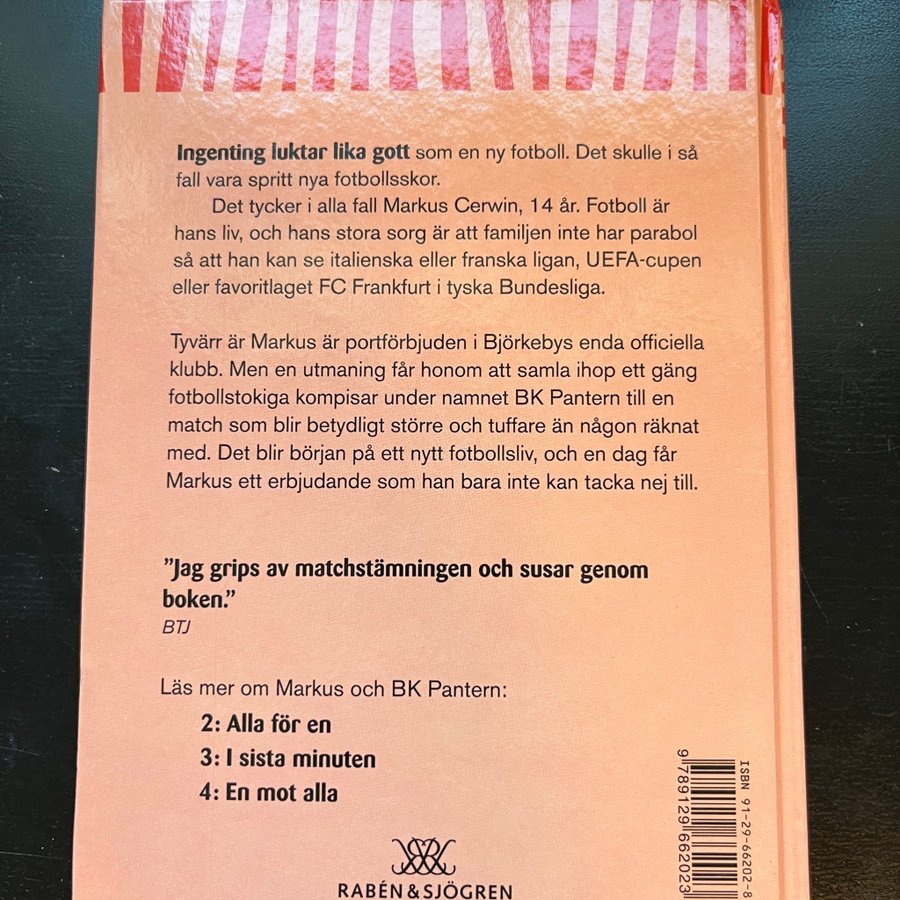 Ingenting luktar lika gott som en ny fotboll. Det skulle i så
fall vara spritt nya fotbollsskor.
Det tycker i alla fall Markus Cerwin, 14 år. Fotboll är
hans liv, och hans stora sorg är att familjen inte har parabol
så att han kan se italienska eller franska ligan, UEFA-cupen
eller favoritlaget FC Frankfurt i tyska Bundesliga.
Tyvärr är Markus är portförbjuden i Björkebys enda officiella
klubb. Men en utmaning får honom att samla ihop ett gäng
fotbollstokiga kompisar under namnet BK Pantern till en
match som blir betydligt större och tuffare än någon räknat
med. Det blir början på ett nytt fotbollsliv, och en dag får
Markus ett erbjudande som han bara inte kan tacka nej till.
”Jag grips av matchstämningen och susar genom
boken.”
BTJ
Läs mer om Markus och BK Pantern:
2: Alla för en
3: I sista minuten
4: En mot alla
RABÉN & SJÖGREN
ISBN 91-29-66202-8
9 789129 662023